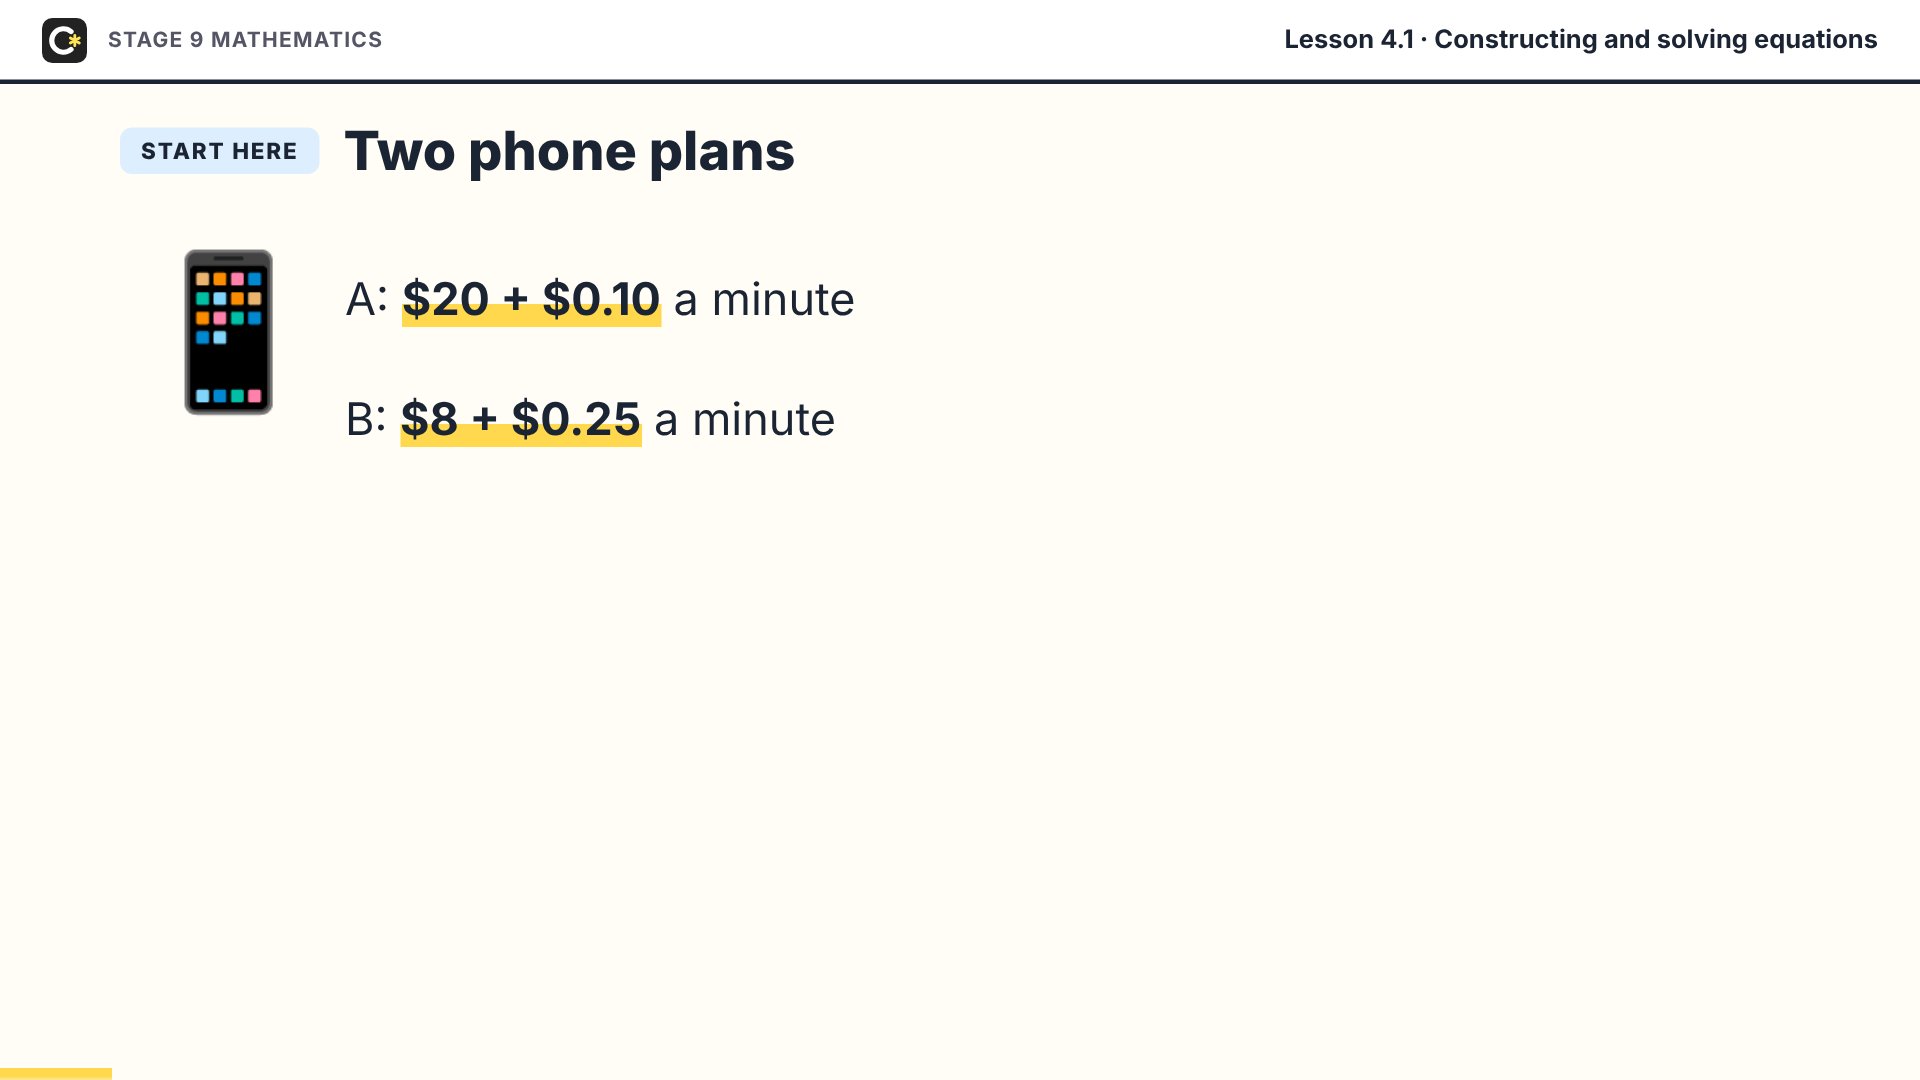 STAGE 9 MATHEMATICS
Lesson 4.1 · Constructing and solving equations
START HERE
Two phone plans
A: $20 + $0.10 a minute
B: $8 + $0.25 a minute